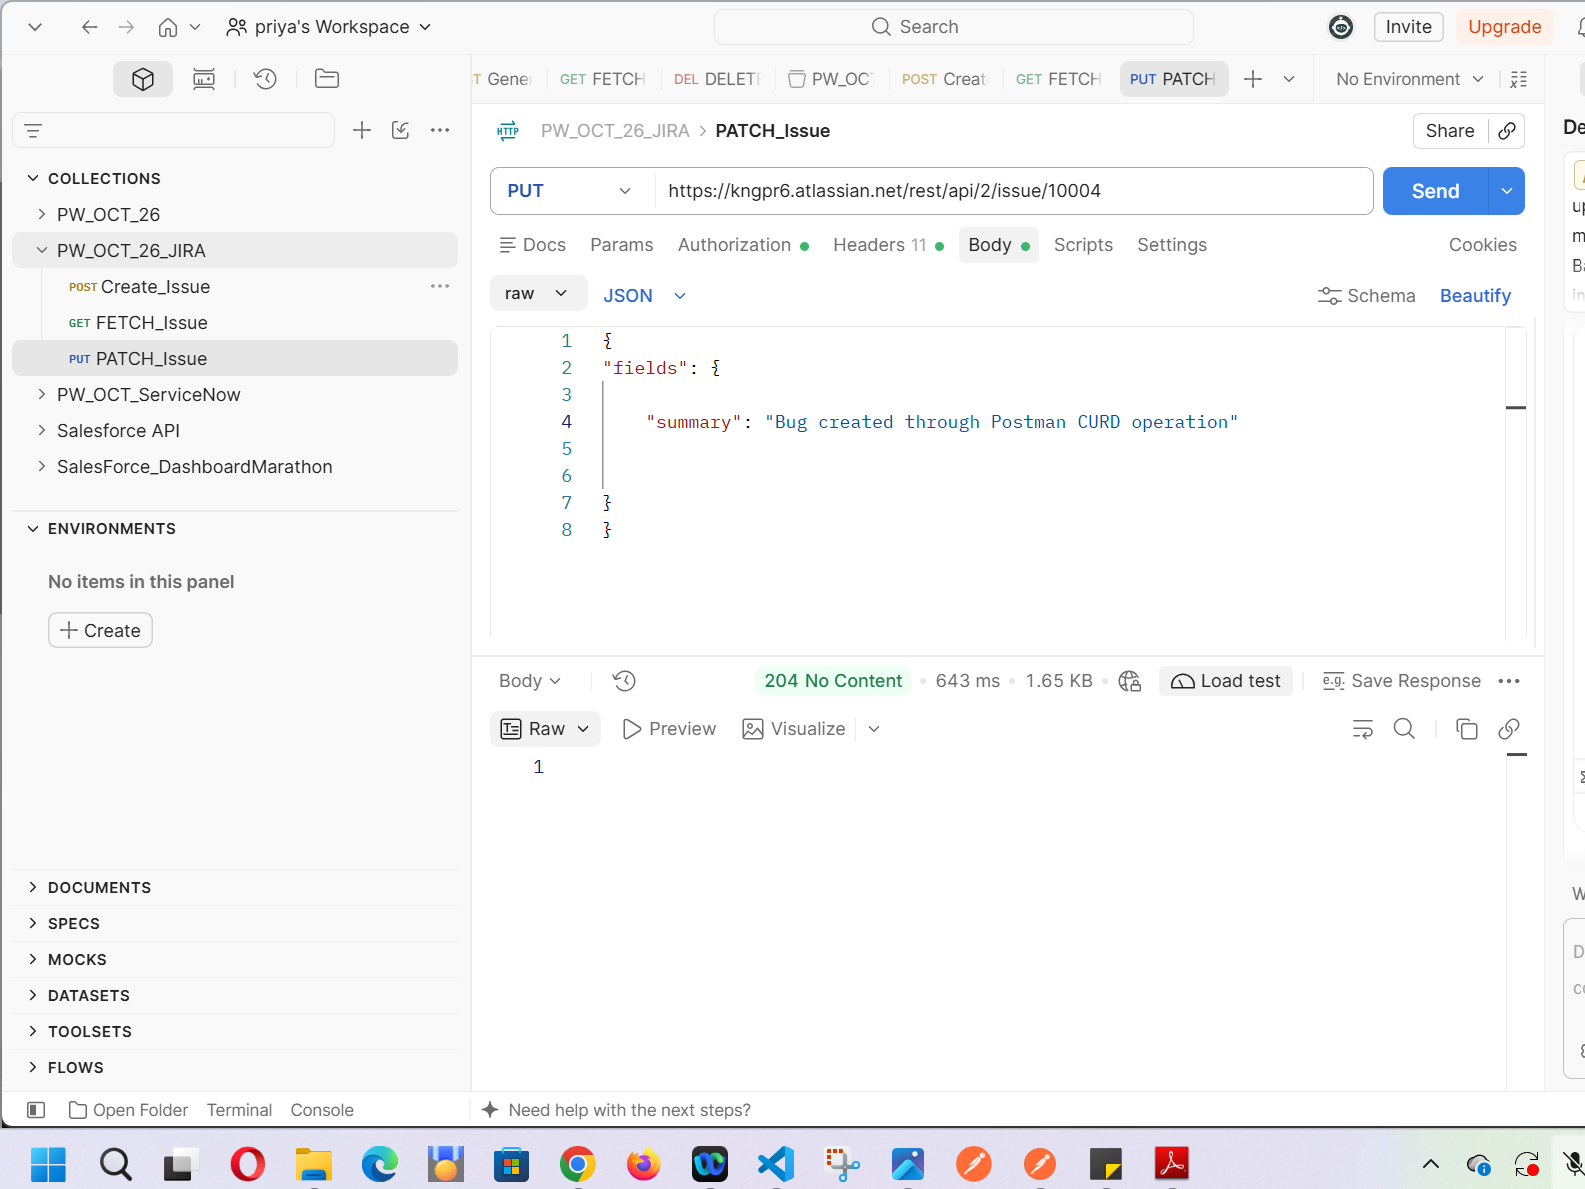 priya's Workspace
Search
Invite
Upgrade
T Gener
GET FETCH
DEL DELETI
PW_OC
POST Creat
GET FETCH
PUT PATCH
No Environment
HTTP PW_OCT_26_JIRA > PATCH_Issue
Share
De
COLLECTIONS
PW_OCT_26
PW_OCT_26_JIRA
POST Create_Issue
GET FETCH_Issue
PUT PATCH_Issue
PW_OCT_ServiceNow
Salesforce API
SalesForce_DashboardMarathon
ENVIRONMENTS
No items in this panel
Create
DOCUMENTS
SPECS
MOCKS
DATASETS
TOOLSETS
FLOWS
PUT
https://kngpr6.atlassian.net/rest/api/2/issue/10004
Send
Docs Params Authorization Headers 11 Body Scripts Settings Cookies
raw JSON Schema Beautify
1 {
2 "fields": {
3
4 "summary": "Bug created through Postman CURD operation"
5
6
7 }
8 }
Body 204 No Content • 643 ms • 1.65 KB • Load test e.g. Save Response
Raw Preview Visualize
1
Open Folder Terminal Console
Need help with the next steps?